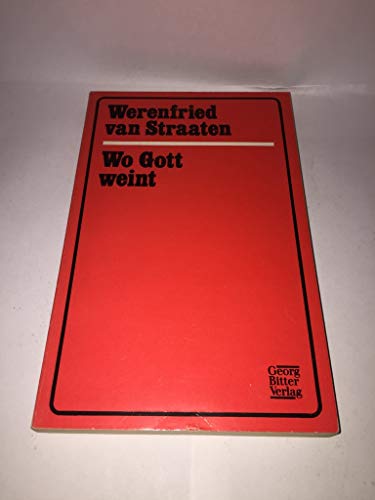 Werenfried
van Straaten
Wo Gott
weint
Georg
Bitter
Verlag